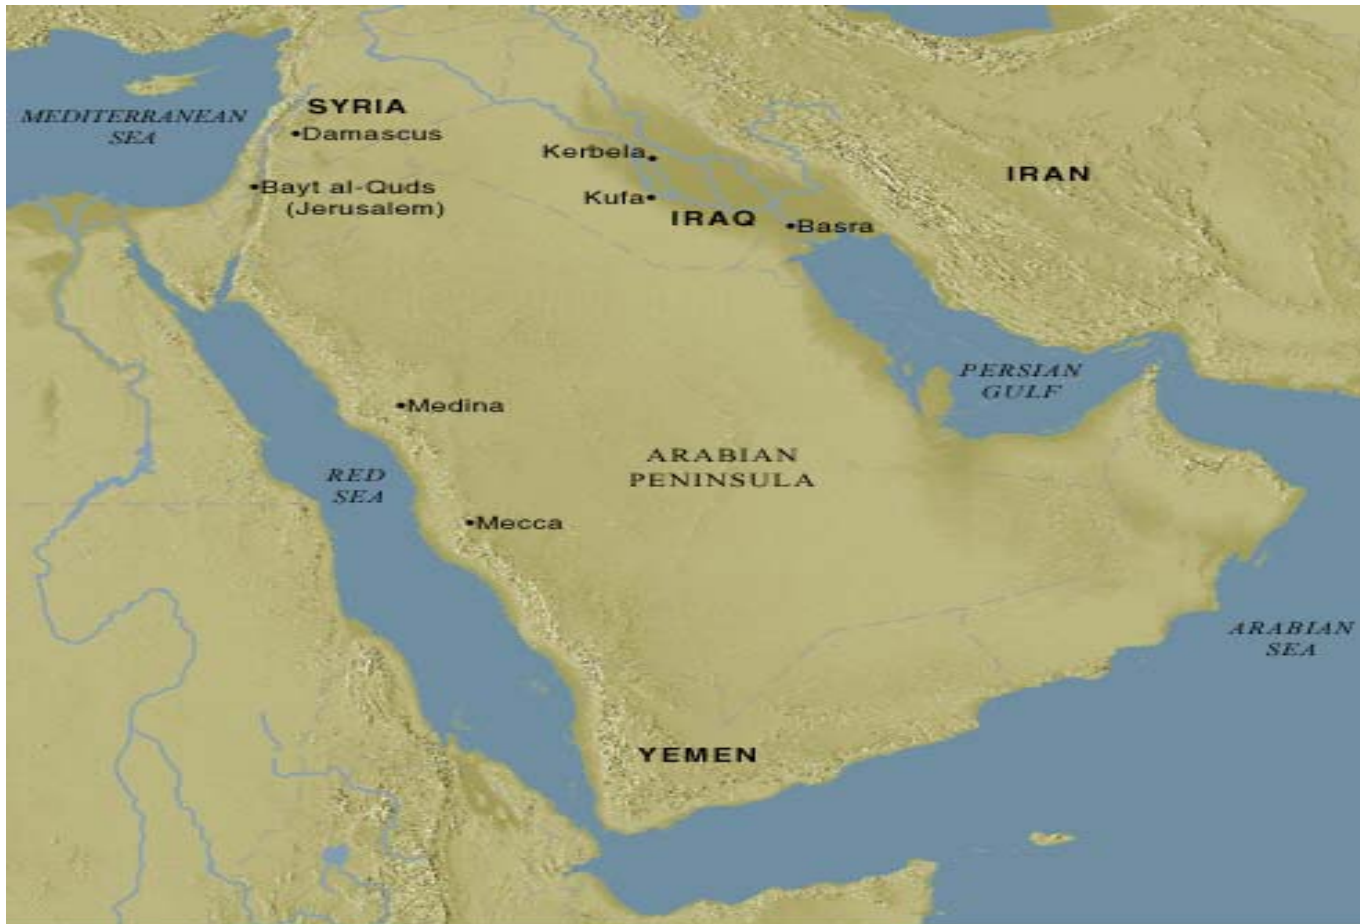 SYRIA
MEDITERRANEAN
SEA
Damascus
Kerbela
IRAN
Bayt al-Quds
(Jerusalem)
Kufa
IRAQ
Basra
PERSIAN
GULF
Medina
ARABIAN
PENINSULA
RED
SEA
Mecca
ARABIAN
SEA
YEMEN